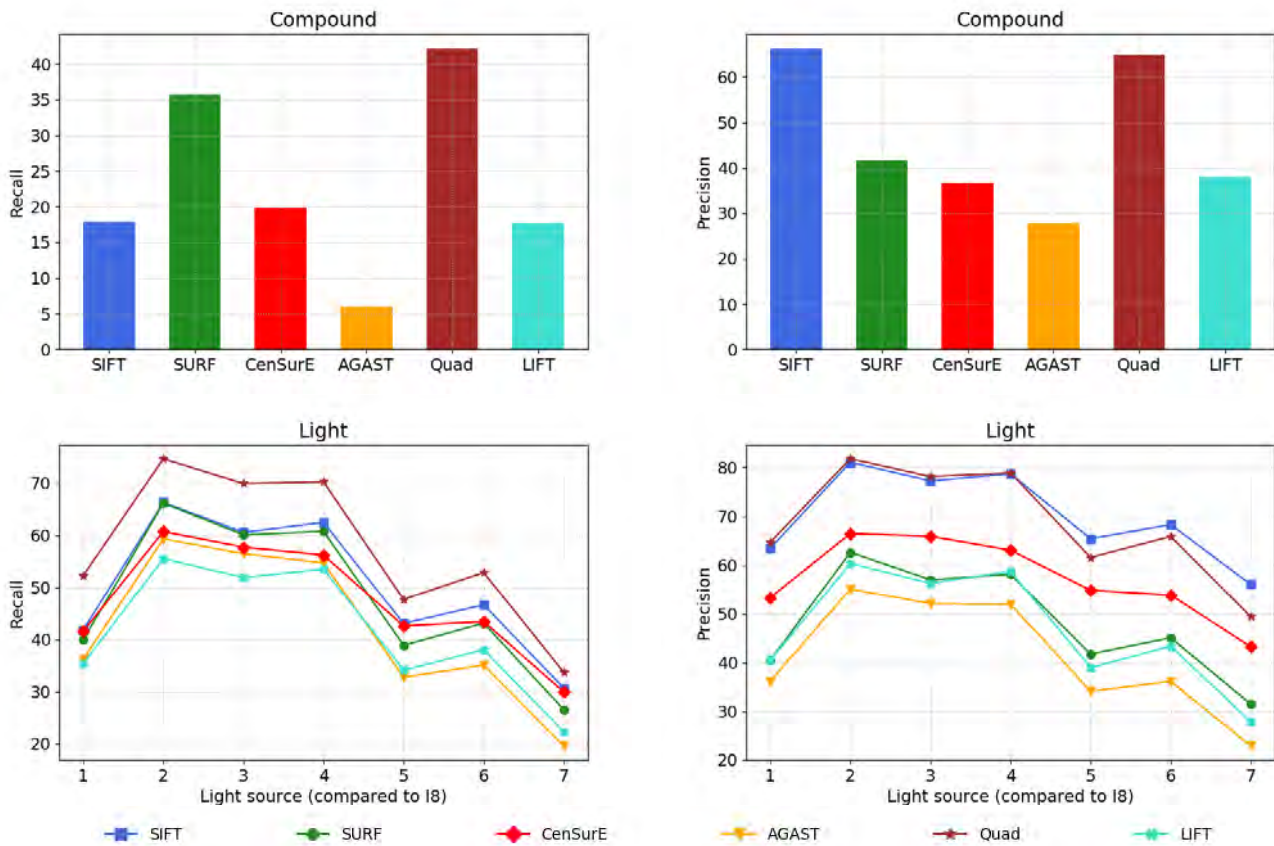 Compound
Recall
40
35
30
25
20
15
10
5
0
SIFT SURF CenSurE AGAST Quad LIFT
Compound
Precision
60
50
40
30
20
10
0
SIFT SURF CenSurE AGAST Quad LIFT
Light
Recall
70
60
50
40
30
20
1 2 3 4 5 6 7
Light source (compared to I8)
Light
Precision
80
70
60
50
40
30
20
1 2 3 4 5 6 7
Light source (compared to I8)
SIFT SURF CenSurE AGAST Quad LIFT